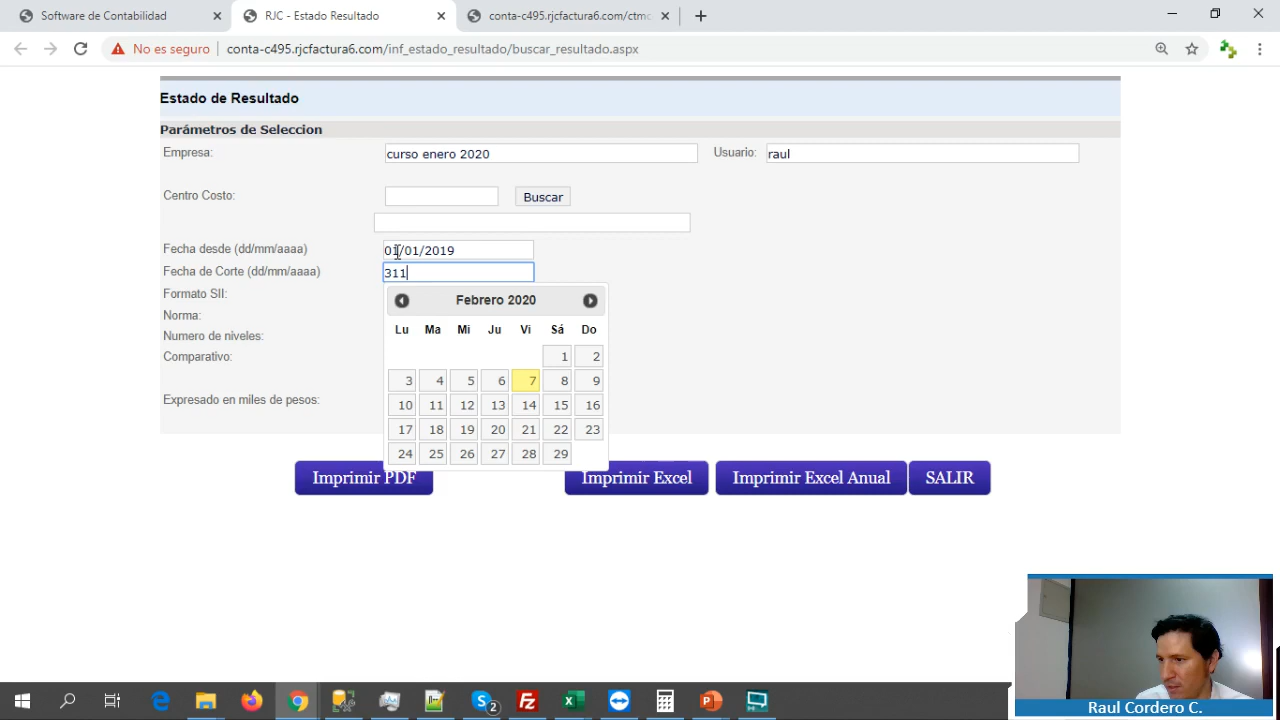 Software de Contabilidad
RJC - Estado Resultado
conta-c495.rjcfactura6.com/ctmc
No es seguro
conta-c495.rjcfactura6.com/inf_estado_resultado/buscar_resultado.aspx
Estado de Resultado
Parámetros de Seleccion
Empresa: curso enero 2020 Usuario: raul
Centro Costo: Buscar
Fecha desde (dd/mm/aaaa) 01/01/2019
Fecha de Corte (dd/mm/aaaa) 311
Formato SII:
Norma:
Numero de niveles:
Comparativo:
Expresado en miles de pesos:
Febrero 2020
Lu Ma Mi Ju Vi Sá Do
1 2
3 4 5 6 7 8 9
10 11 12 13 14 15 16
17 18 19 20 21 22 23
24 25 26 27 28 29
Imprimir PDF Imprimir Excel Imprimir Excel Anual SALIR
2
Raul Cordero C.